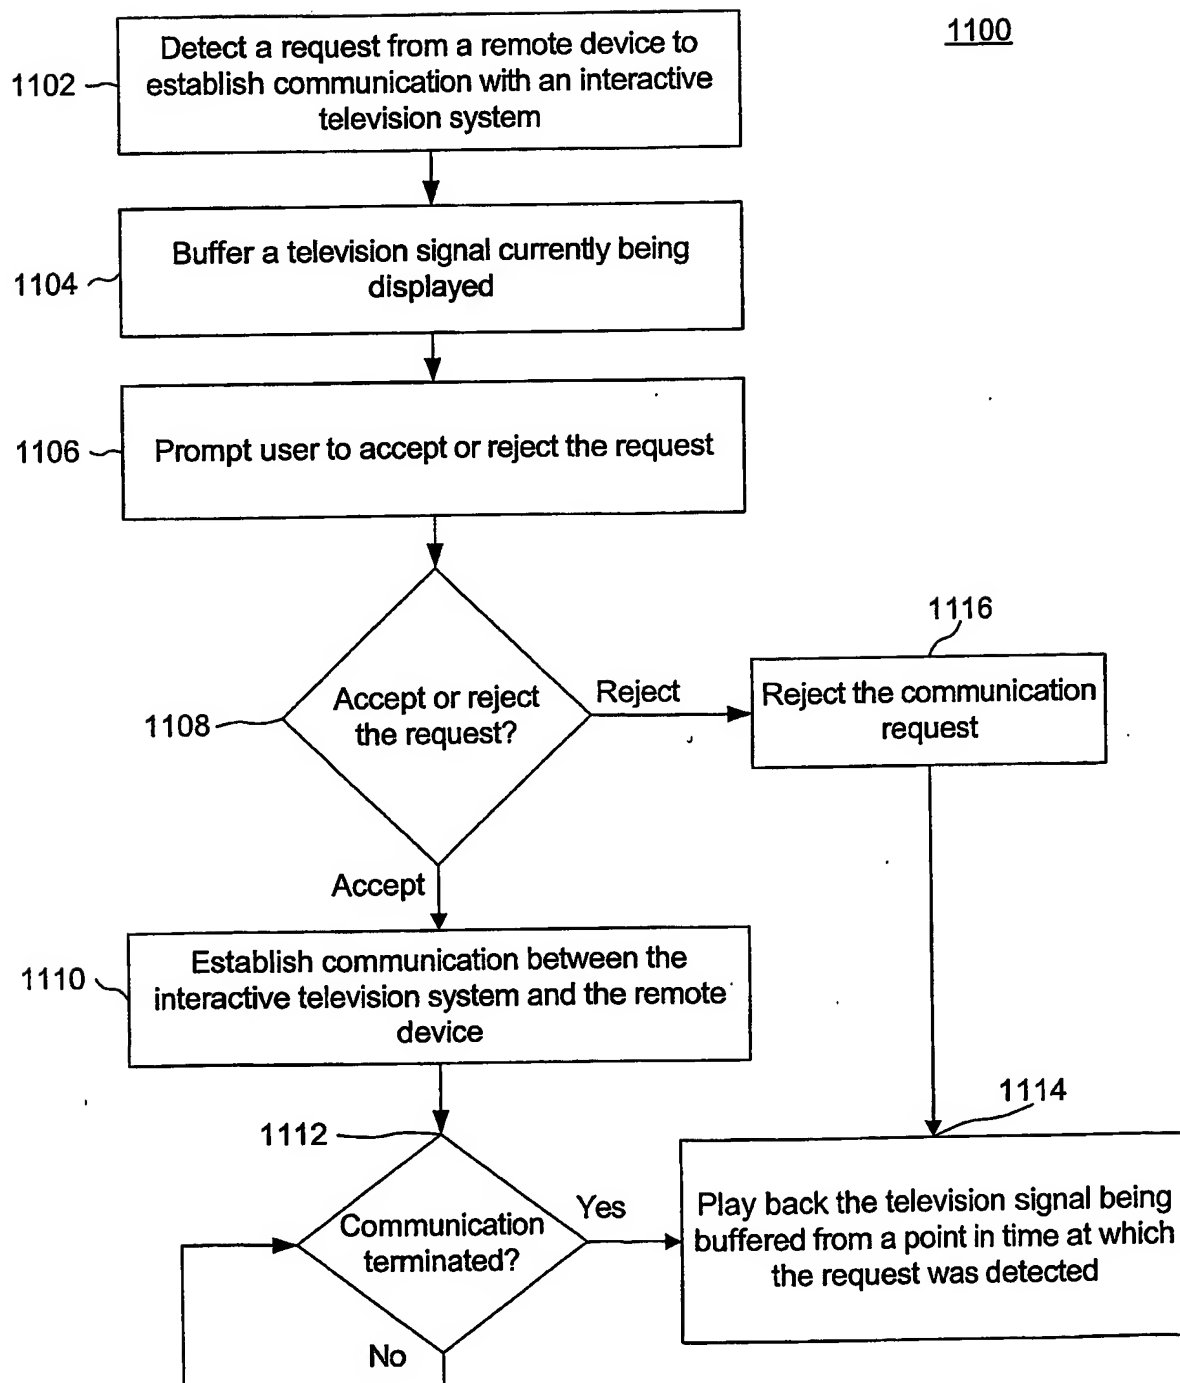 1100
Detect a request from a remote device to
establish communication with an interactive
television system
1102
Buffer a television signal currently being
displayed
1104
Prompt user to accept or reject the request
1106
Accept or reject
the request?
1108
Reject
1116
Reject the communication
request
Accept
Establish communication between the
interactive television system and the remote
device
1110
1112
Communication
terminated?
Yes
1114
Play back the television signal being
buffered from a point in time at which
the request was detected
No